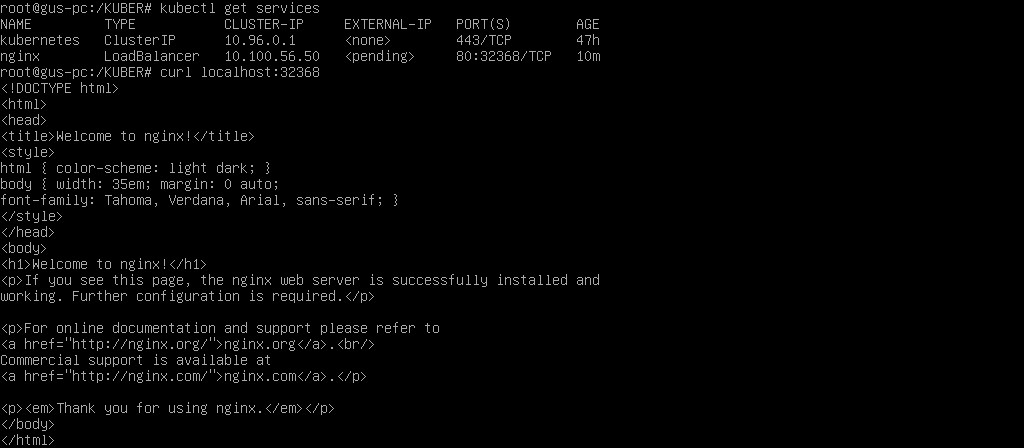 root@gus-pc:/KUBER# kubectl get services
NAME         TYPE           CLUSTER-IP     EXTERNAL-IP   PORT(S)        AGE
kubernetes   ClusterIP      10.96.0.1      <none>        443/TCP        47h
nginx        LoadBalancer   10.100.56.50   <pending>     80:32368/TCP   10m
root@gus-pc:/KUBER# curl localhost:32368
<!DOCTYPE html>
<html>
<head>
<title>Welcome to nginx!</title>
<style>
html { color-scheme: light dark; }
body { width: 35em; margin: 0 auto;
font-family: Tahoma, Verdana, Arial, sans-serif; }
</style>
</head>
<body>
<h1>Welcome to nginx!</h1>
<p>If you see this page, the nginx web server is successfully installed and
working. Further configuration is required.</p>

<p>For online documentation and support please refer to
<a href="http://nginx.org/">nginx.org</a>.<br/>
Commercial support is available at
<a href="http://nginx.com/">nginx.com</a>.</p>

<p><em>Thank you for using nginx.</em></p>
</body>
</html>